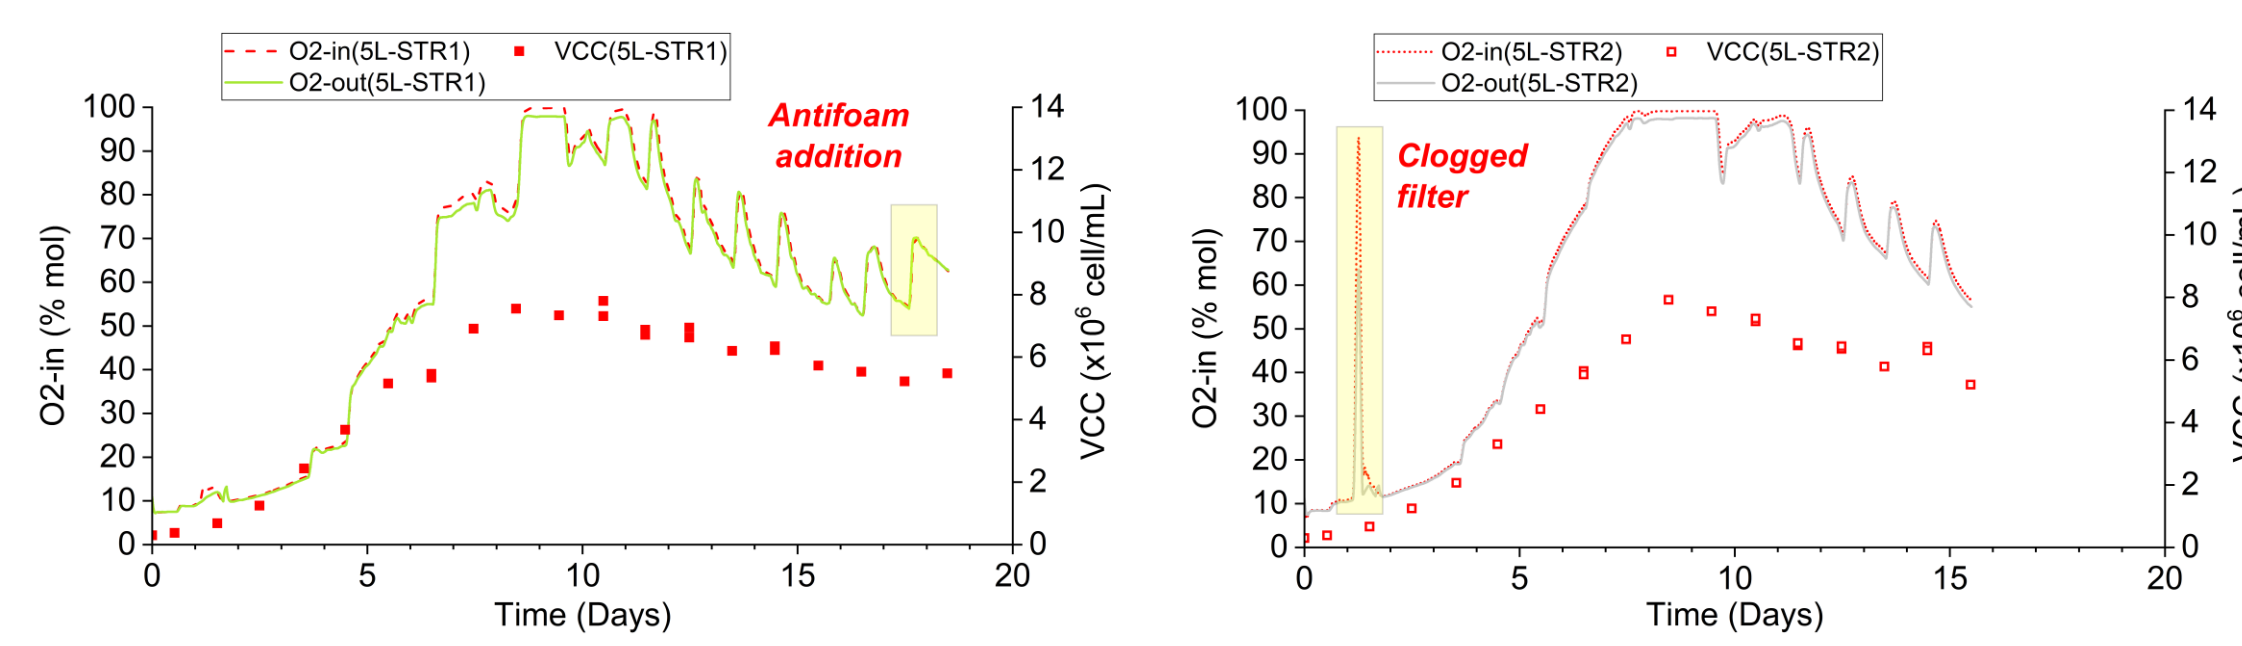 O2-in(5L-STR1) VCC(5L-STR1)
O2-out(5L-STR1)
Antifoam
addition
100
90
80
70
60
50
40
30
20
10
0
O2-in (% mol)
14
12
10
8
6
4
2
0
VCC (x10⁶ cell/mL)
0 5 10 15 20
Time (Days)
O2-in(5L-STR2) VCC(5L-STR2)
O2-out(5L-STR2)
Clogged
filter
100
90
80
70
60
50
40
30
20
10
0
O2-in (% mol)
14
12
10
8
6
4
2
0
VCC (x10⁶ cell/mL)
0 5 10 15 20
Time (Days)